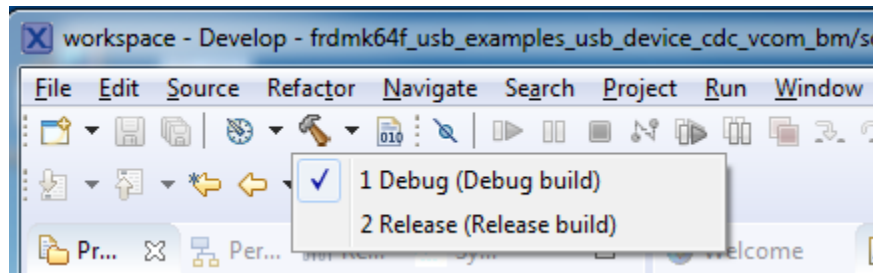 workspace - Develop - frdmk64f_usb_examples_usb_device_cdc_vcom_bm/s
File Edit Source Refactor Navigate Search Project Run Window
010
1 Debug (Debug build)
2 Release (Release build)
Pr... Per... Welcome